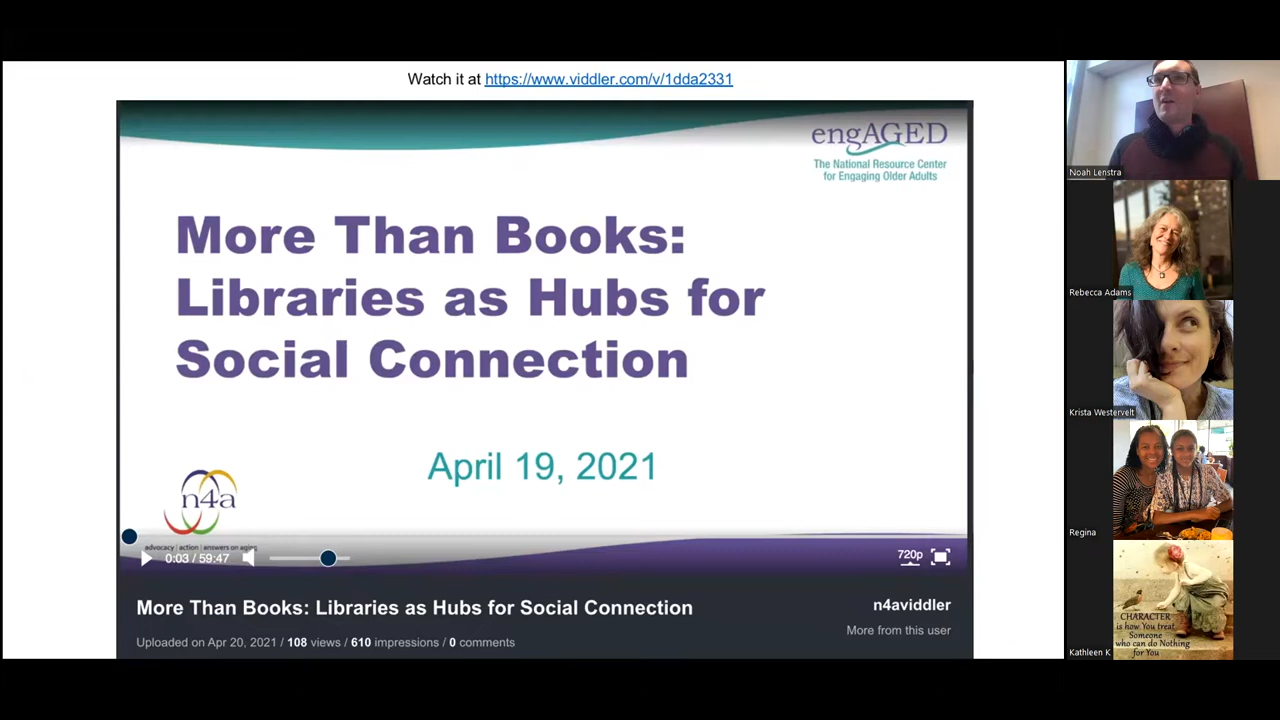 Watch it at https://www.viddler.com/v/1dda2331
engAGED
The National Resource Center
for Engaging Older Adults
More Than Books:
Libraries as Hubs for
Social Connection
April 19, 2021
n4a
advocacy | action | answers on aging
0:03 / 59:47
720p
More Than Books: Libraries as Hubs for Social Connection
n4aviddler
Uploaded on Apr 20, 2021 / 108 views / 610 impressions / 0 comments
More from this user
Noah Lenstra
Rebecca Adams
Krista Westervelt
Regina
CHARACTER
is how You treat
Someone
who can do Nothing
for You
Kathleen K